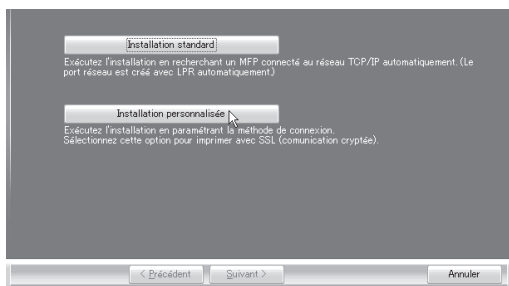 Installation standard
Exécutez l'installation en recherchant un MFP connecté au réseau TCP/IP automatiquement. (Le
port réseau est créé avec LPR automatiquement.)
Installation personnalisée
Exécutez l'installation en paramétrant la méthode de connexion.
Sélectionnez cette option pour imprimer avec SSL (comunication cryptée).
< Précédent Suivant > Annuler